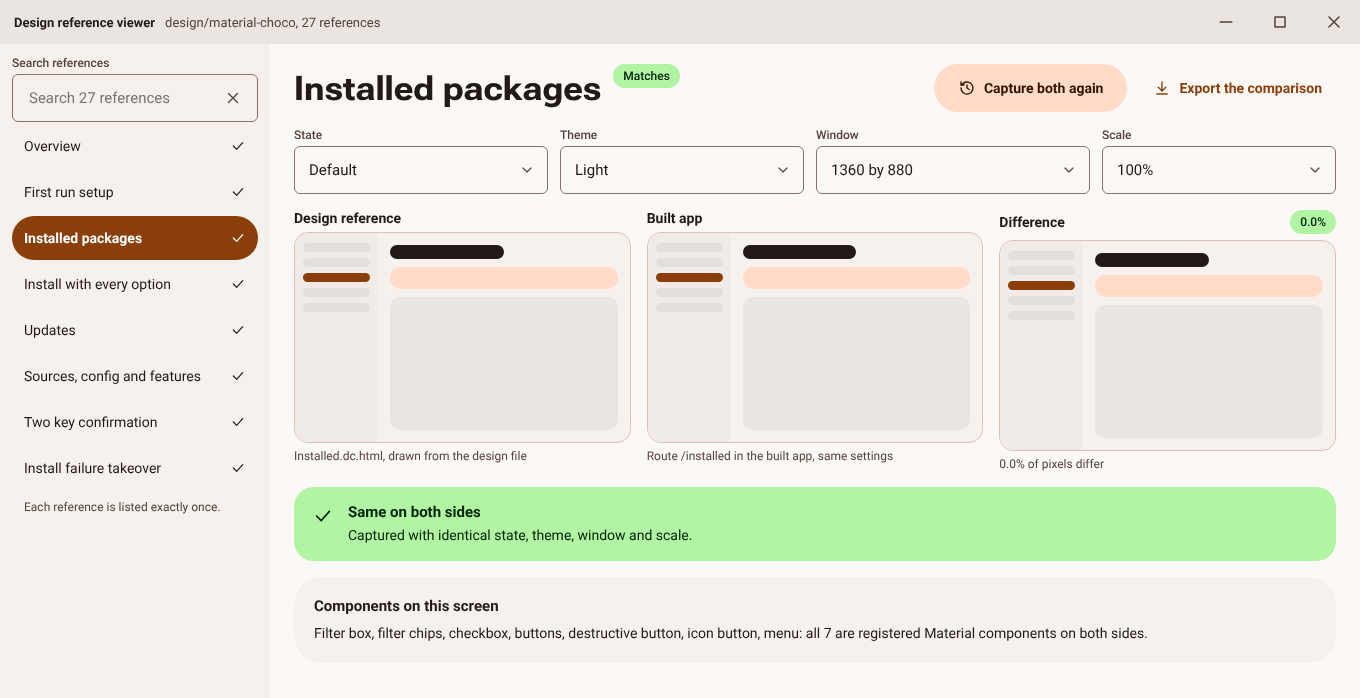 Design reference viewer design/material-choco, 27 references
Search references
Search 27 references
Overview
First run setup
Installed packages
Install with every option
Updates
Sources, config and features
Two key confirmation
Install failure takeover
Each reference is listed exactly once.
Installed packages
Matches
Capture both again
Export the comparison
State
Default
Theme
Light
Window
1360 by 880
Scale
100%
Design reference
Installed.dc.html, drawn from the design file
Built app
Route /installed in the built app, same settings
Difference
0.0%
0.0% of pixels differ
Same on both sides
Captured with identical state, theme, window and scale.
Components on this screen
Filter box, filter chips, checkbox, buttons, destructive button, icon button, menu: all 7 are registered Material components on both sides.